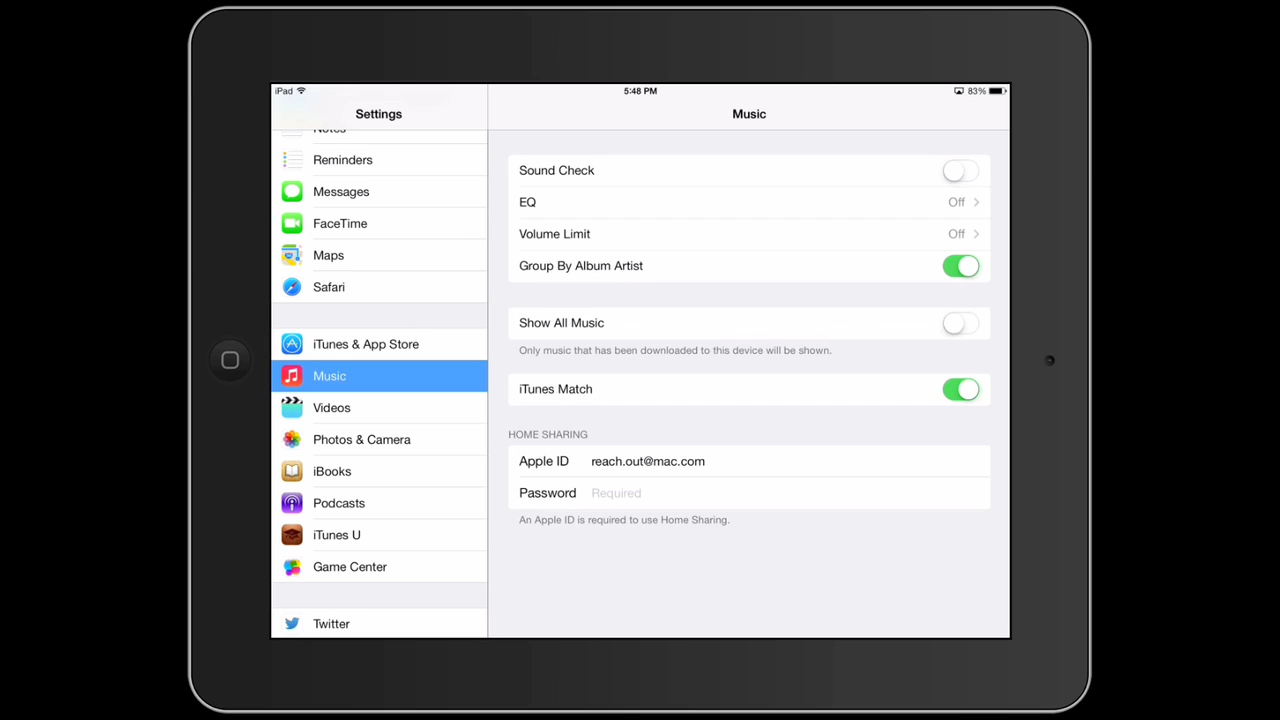 iPad
5:48 PM
83%
Settings
Music
Notes
Reminders
Messages
FaceTime
Maps
Safari
iTunes & App Store
Music
Videos
Photos & Camera
iBooks
Podcasts
iTunes U
Game Center
Twitter
Sound Check
EQ Off
Volume Limit Off
Group By Album Artist
Show All Music
Only music that has been downloaded to this device will be shown.
iTunes Match
HOME SHARING
Apple ID reach.out@mac.com
Password Required
An Apple ID is required to use Home Sharing.